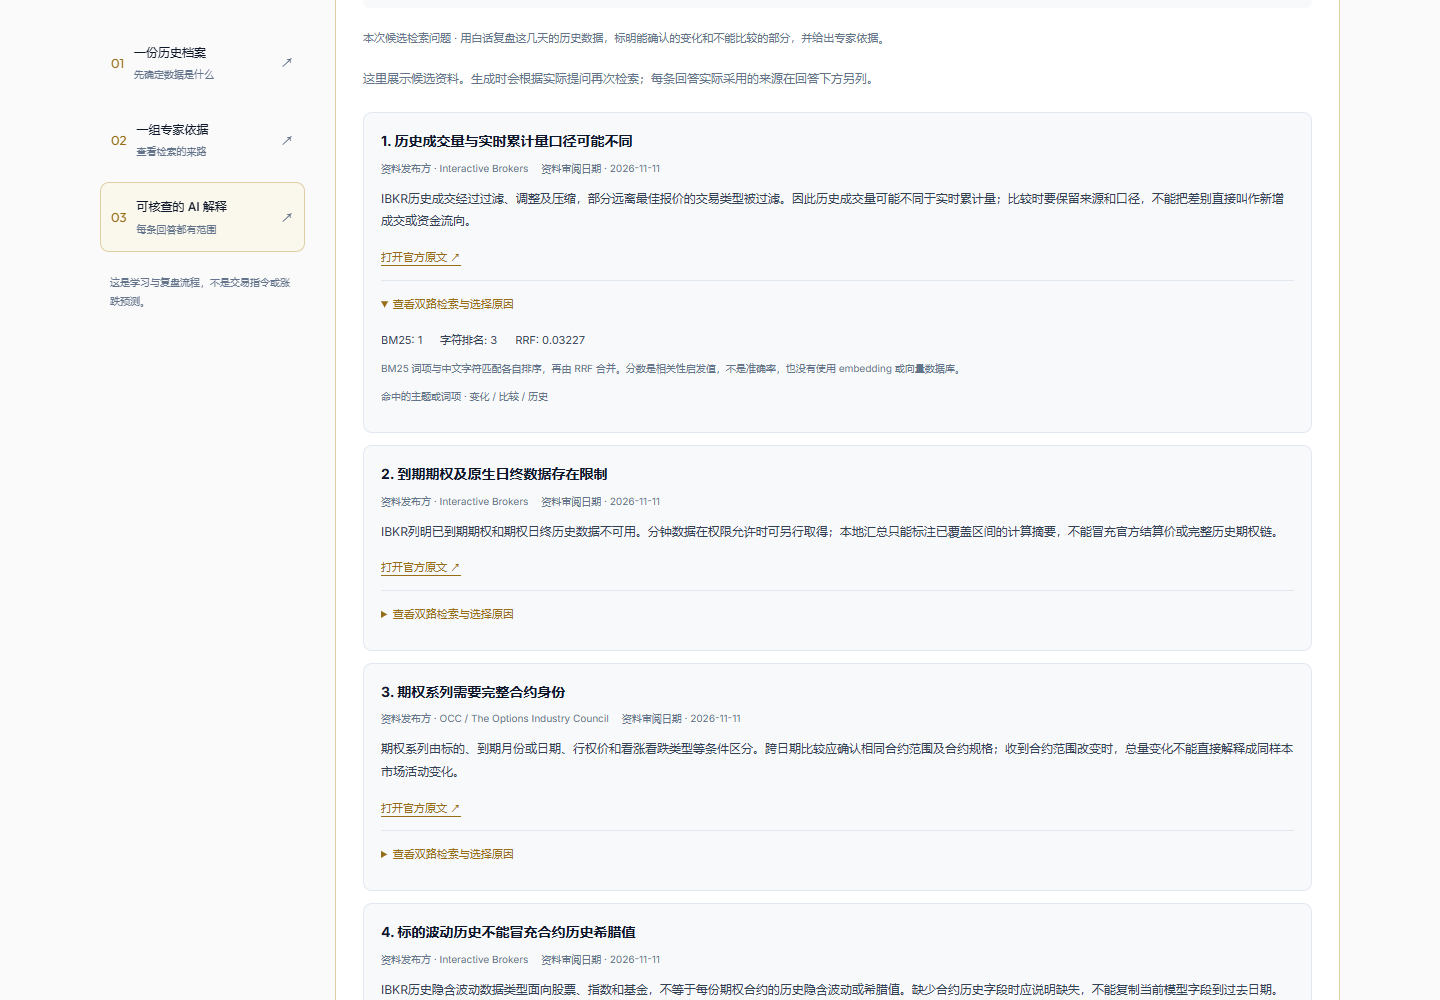 01 一份历史档案 ↗
先确定数据是什么
02 一组专家依据 ↗
查看检索的来路
03 可核查的 AI 解释 ↗
每条回答都有范围
这是学习与复盘流程，不是交易指令或涨
跌预测。
本次候选检索问题 · 用白话复盘这几天的历史数据，标明能确认的变化和不能比较的部分，并给出专家依据。
这里展示候选资料。生成时会根据实际提问再次检索；每条回答实际采用的来源在回答下方另列。
1. 历史成交量与实时累计量口径可能不同
资料发布方 · Interactive Brokers 资料审阅日期 · 2026-11-11
IBKR历史成交经过过滤、调整及压缩，部分远离最佳报价的交易类型被过滤。因此历史成交量可能不同于实时累计量；比较时要保留来源和口径，不能把差别直接叫作新增
成交或资金流向。
打开官方原文 ↗
▼ 查看双路检索与选择原因
BM25: 1 字符排名: 3 RRF: 0.03227
BM25 词项与中文字符匹配各自排序，再由 RRF 合并。分数是相关性启发值，不是准确率，也没有使用 embedding 或向量数据库。
命中的主题或词项 · 变化 / 比较 / 历史
2. 到期期权及原生日终数据存在限制
资料发布方 · Interactive Brokers 资料审阅日期 · 2026-11-11
IBKR列明已到期期权和期权日终历史数据不可用。分钟数据在权限允许时可另行取得；本地汇总只能标注已覆盖区间的计算摘要，不能冒充官方结算价或完整历史期权链。
打开官方原文 ↗
▶ 查看双路检索与选择原因
3. 期权系列需要完整合约身份
资料发布方 · OCC / The Options Industry Council 资料审阅日期 · 2026-11-11
期权系列由标的、到期月份或日期、行权价和看涨看跌类型等条件区分。跨日期比较应确认相同合约范围及合约规格；收到合约范围改变时，总量变化不能直接解释成同样本
市场活动变化。
打开官方原文 ↗
▶ 查看双路检索与选择原因
4. 标的波动历史不能冒充合约历史希腊值
资料发布方 · Interactive Brokers 资料审阅日期 · 2026-11-11
IBKR历史隐含波动数据类型面向股票、指数和基金，不等于每份期权合约的历史隐含波动或希腊值。缺少合约历史字段时应说明缺失，不能复制当前模型字段到过去日期。